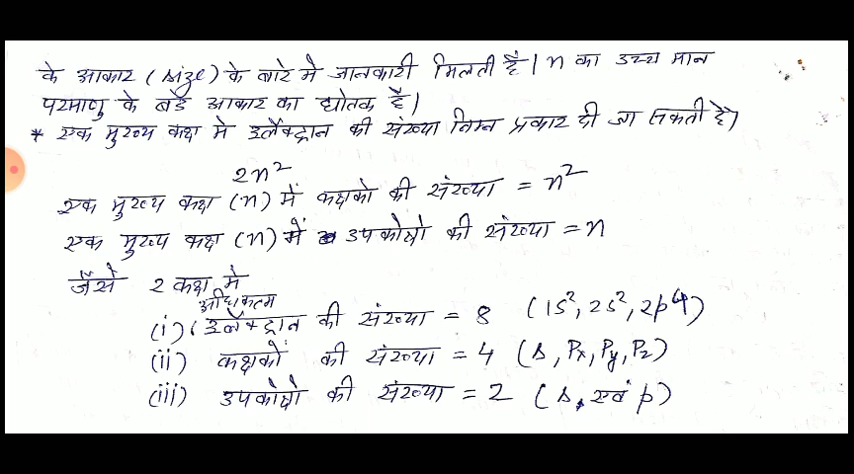 के आकार (size) के बारे मे जानकारी मिलती है। n का उच्च मान
परमाणु के बडे आकार का द्योतक है।
* एक मुख्य कक्ष मे इलैक्ट्रान की संख्या निम्न प्रकार दी जा सकती है।
2n²
एक मुख्य कक्ष (n) में कक्षको की संख्या = n²
एक मुख्य कक्ष (n) में उपकोशो की संख्या = n
जैसे 2 कक्ष मे
अधिकतम
(i) इलैक्ट्रान की संख्या = 8 (1s², 2s², 2p⁴)
(ii) कक्षकों की संख्या = 4 (s, Px, Py, Pz)
(iii) उपकोशो की संख्या = 2 (s, एवं p)